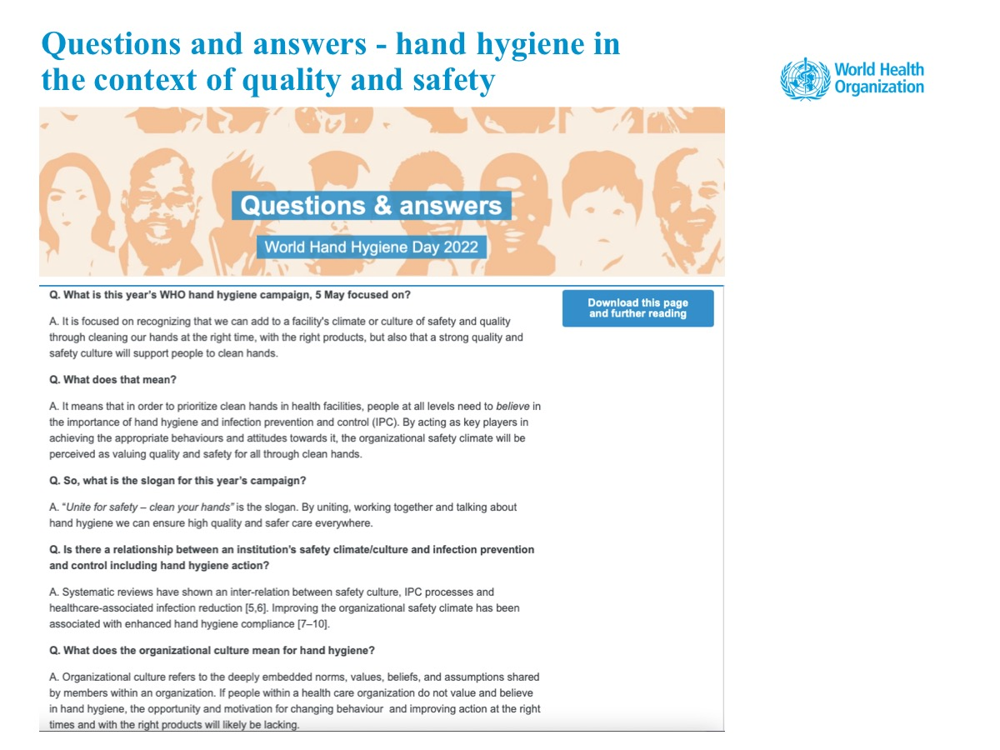 Questions and answers - hand hygiene in
the context of quality and safety
World Health
Organization
Questions & answers
World Hand Hygiene Day 2022
Q. What is this year's WHO hand hygiene campaign, 5 May focused on?
Download this page
and further reading
A. It is focused on recognizing that we can add to a facility's climate or culture of safety and quality
through cleaning our hands at the right time, with the right products, but also that a strong quality and
safety culture will support people to clean hands.
Q. What does that mean?
A. It means that in order to prioritize clean hands in health facilities, people at all levels need to believe in
the importance of hand hygiene and infection prevention and control (IPC). By acting as key players in
achieving the appropriate behaviours and attitudes towards it, the organizational safety climate will be
perceived as valuing quality and safety for all through clean hands.
Q. So, what is the slogan for this year's campaign?
A. “Unite for safety – clean your hands” is the slogan. By uniting, working together and talking about
hand hygiene we can ensure high quality and safer care everywhere.
Q. Is there a relationship between an institution's safety climate/culture and infection prevention
and control including hand hygiene action?
A. Systematic reviews have shown an inter-relation between safety culture, IPC processes and
healthcare-associated infection reduction [5,6]. Improving the organizational safety climate has been
associated with enhanced hand hygiene compliance [7–10].
Q. What does the organizational culture mean for hand hygiene?
A. Organizational culture refers to the deeply embedded norms, values, beliefs, and assumptions shared
by members within an organization. If people within a health care organization do not value and believe
in hand hygiene, the opportunity and motivation for changing behaviour and improving action at the right
times and with the right products will likely be lacking.